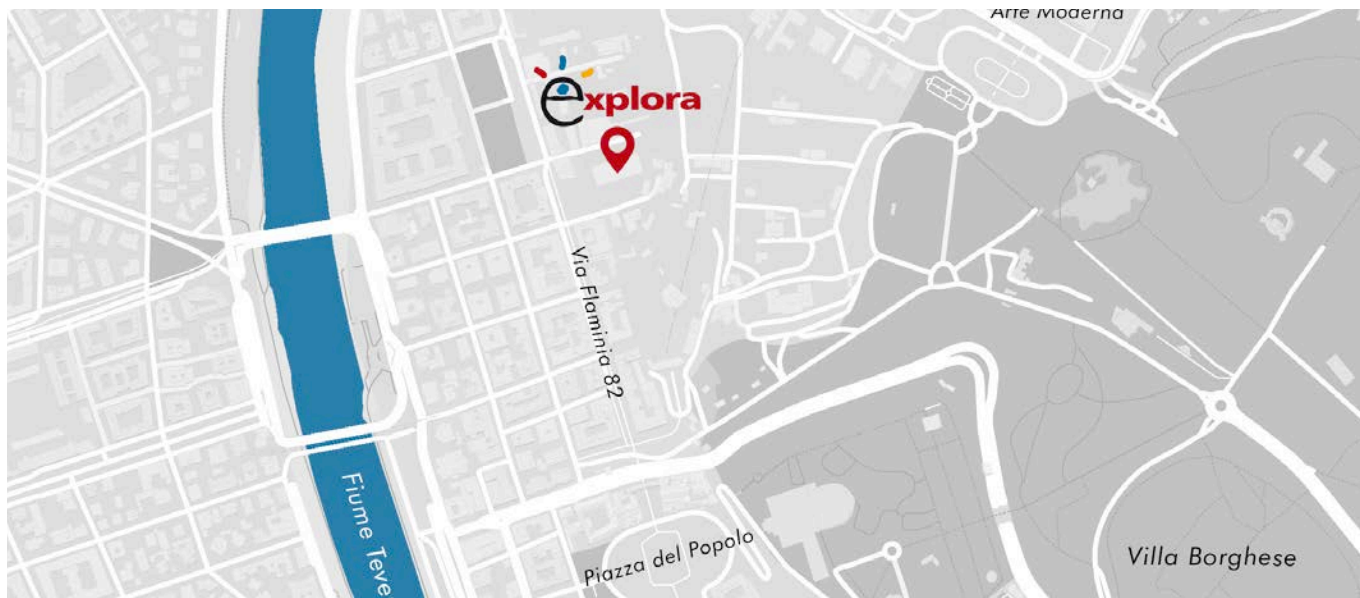 Arte Moderna
explora
Via Flaminia 82
Fiume Teve
Piazza del Popolo
Villa Borghese